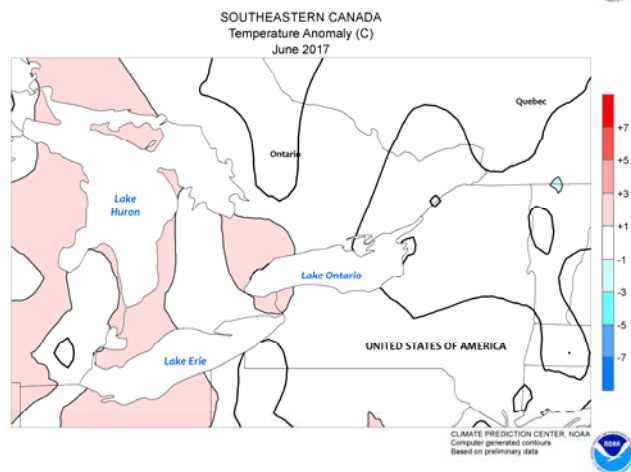 SOUTHEASTERN CANADA
Temperature Anomaly (C)
June 2017
Quebec
Ontario
Lake
Huron
Lake Ontario
Lake Erie
UNITED STATES OF AMERICA
+7
+5
+3
+1
-1
-3
-5
-7
CLIMATE PREDICTION CENTER, NOAA
Computer generated contours
Based on preliminary data
NOAA